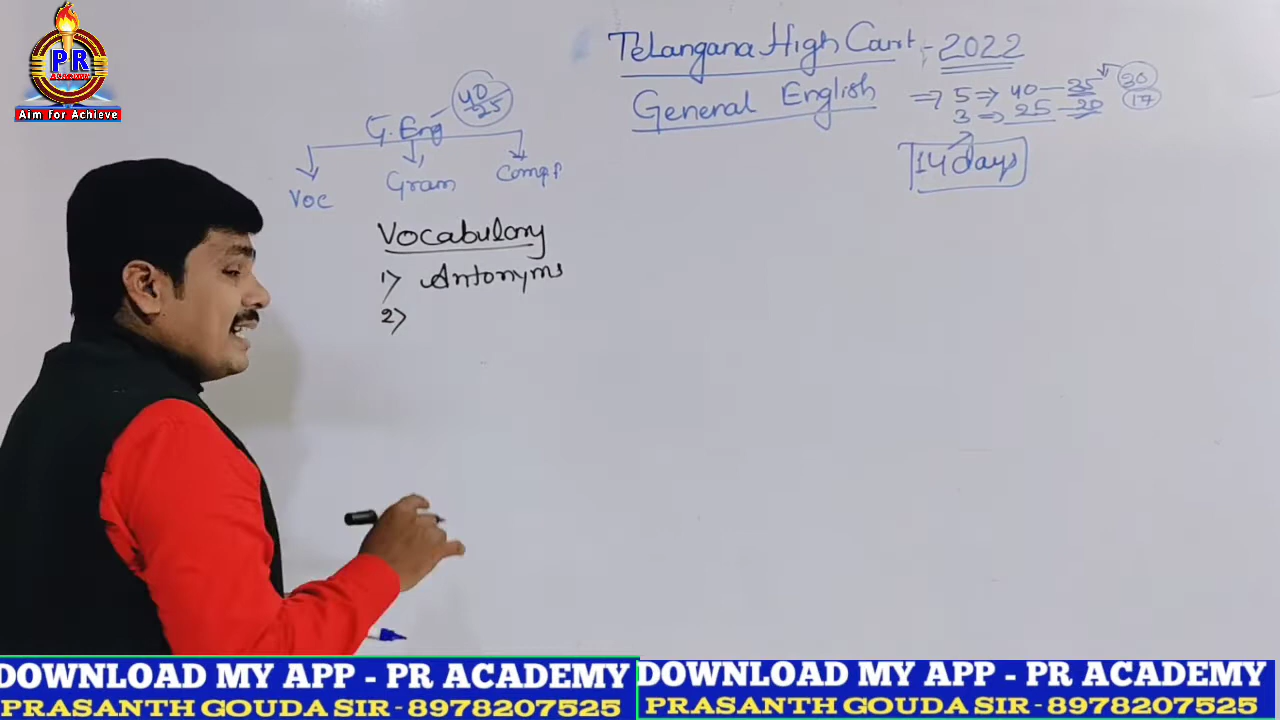 PR
ACADEMY
Aim for Achieve
Telangana High Court - 2022
General English
⇒ 5 ⇒ 40 — 35 30
3 ⇒ 25 — 20 17
14 days
40
25
G. Eng
Voc Gram Comp
Vocabulary
1) Antonyms
2)
DOWNLOAD MY APP - PR ACADEMY
PRASANTH GOUDA SIR - 8978207525
DOWNLOAD MY APP - PR ACADEMY
PRASANTH GOUDA SIR - 8978207525